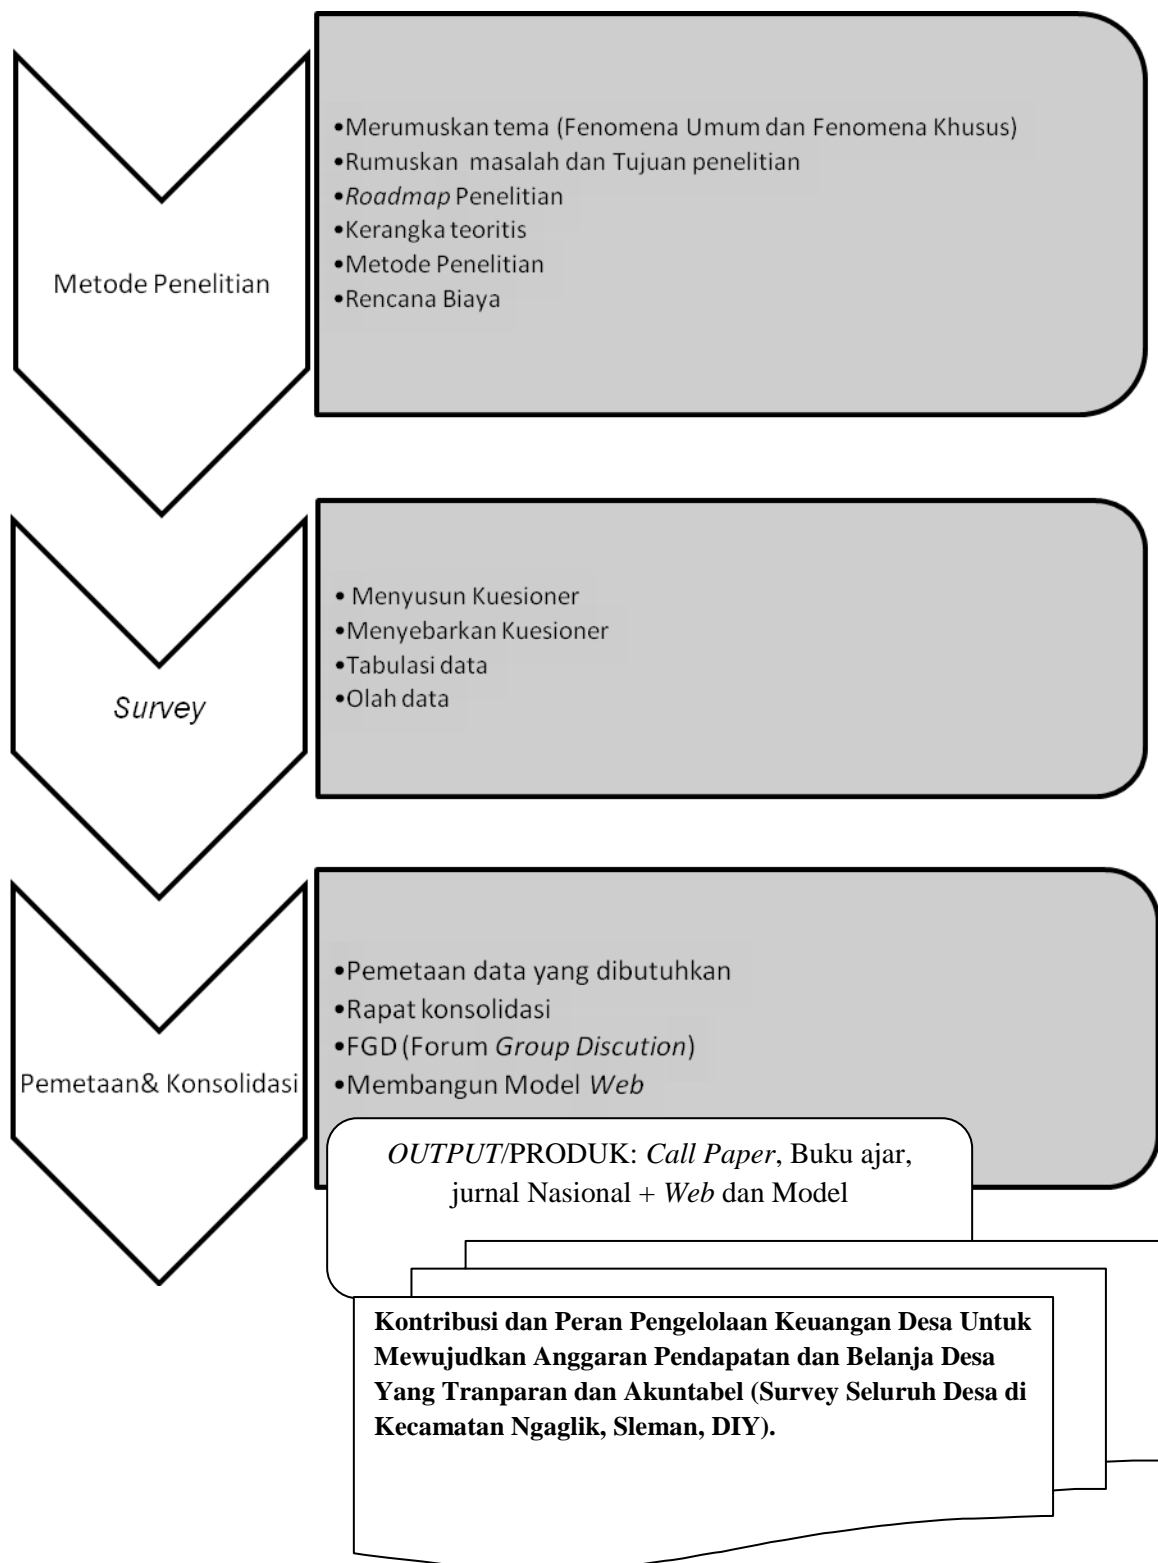 Metode Penelitian
•Merumuskan tema (Fenomena Umum dan Fenomena Khusus)
•Rumuskan masalah dan Tujuan penelitian
•Roadmap Penelitian
•Kerangka teoritis
•Metode Penelitian
•Rencana Biaya
Survey
• Menyusun Kuesioner
•Menyebarkan Kuesioner
•Tabulasi data
•Olah data
Pemetaan& Konsolidasi
•Pemetaan data yang dibutuhkan
•Rapat konsolidasi
•FGD (Forum Group Discution)
•Membangun Model Web
OUTPUT/PRODUK: Call Paper, Buku ajar,
jurnal Nasional + Web dan Model
Kontribusi dan Peran Pengelolaan Keuangan Desa Untuk
Mewujudkan Anggaran Pendapatan dan Belanja Desa
Yang Tranparan dan Akuntabel (Survey Seluruh Desa di
Kecamatan Ngaglik, Sleman, DIY).